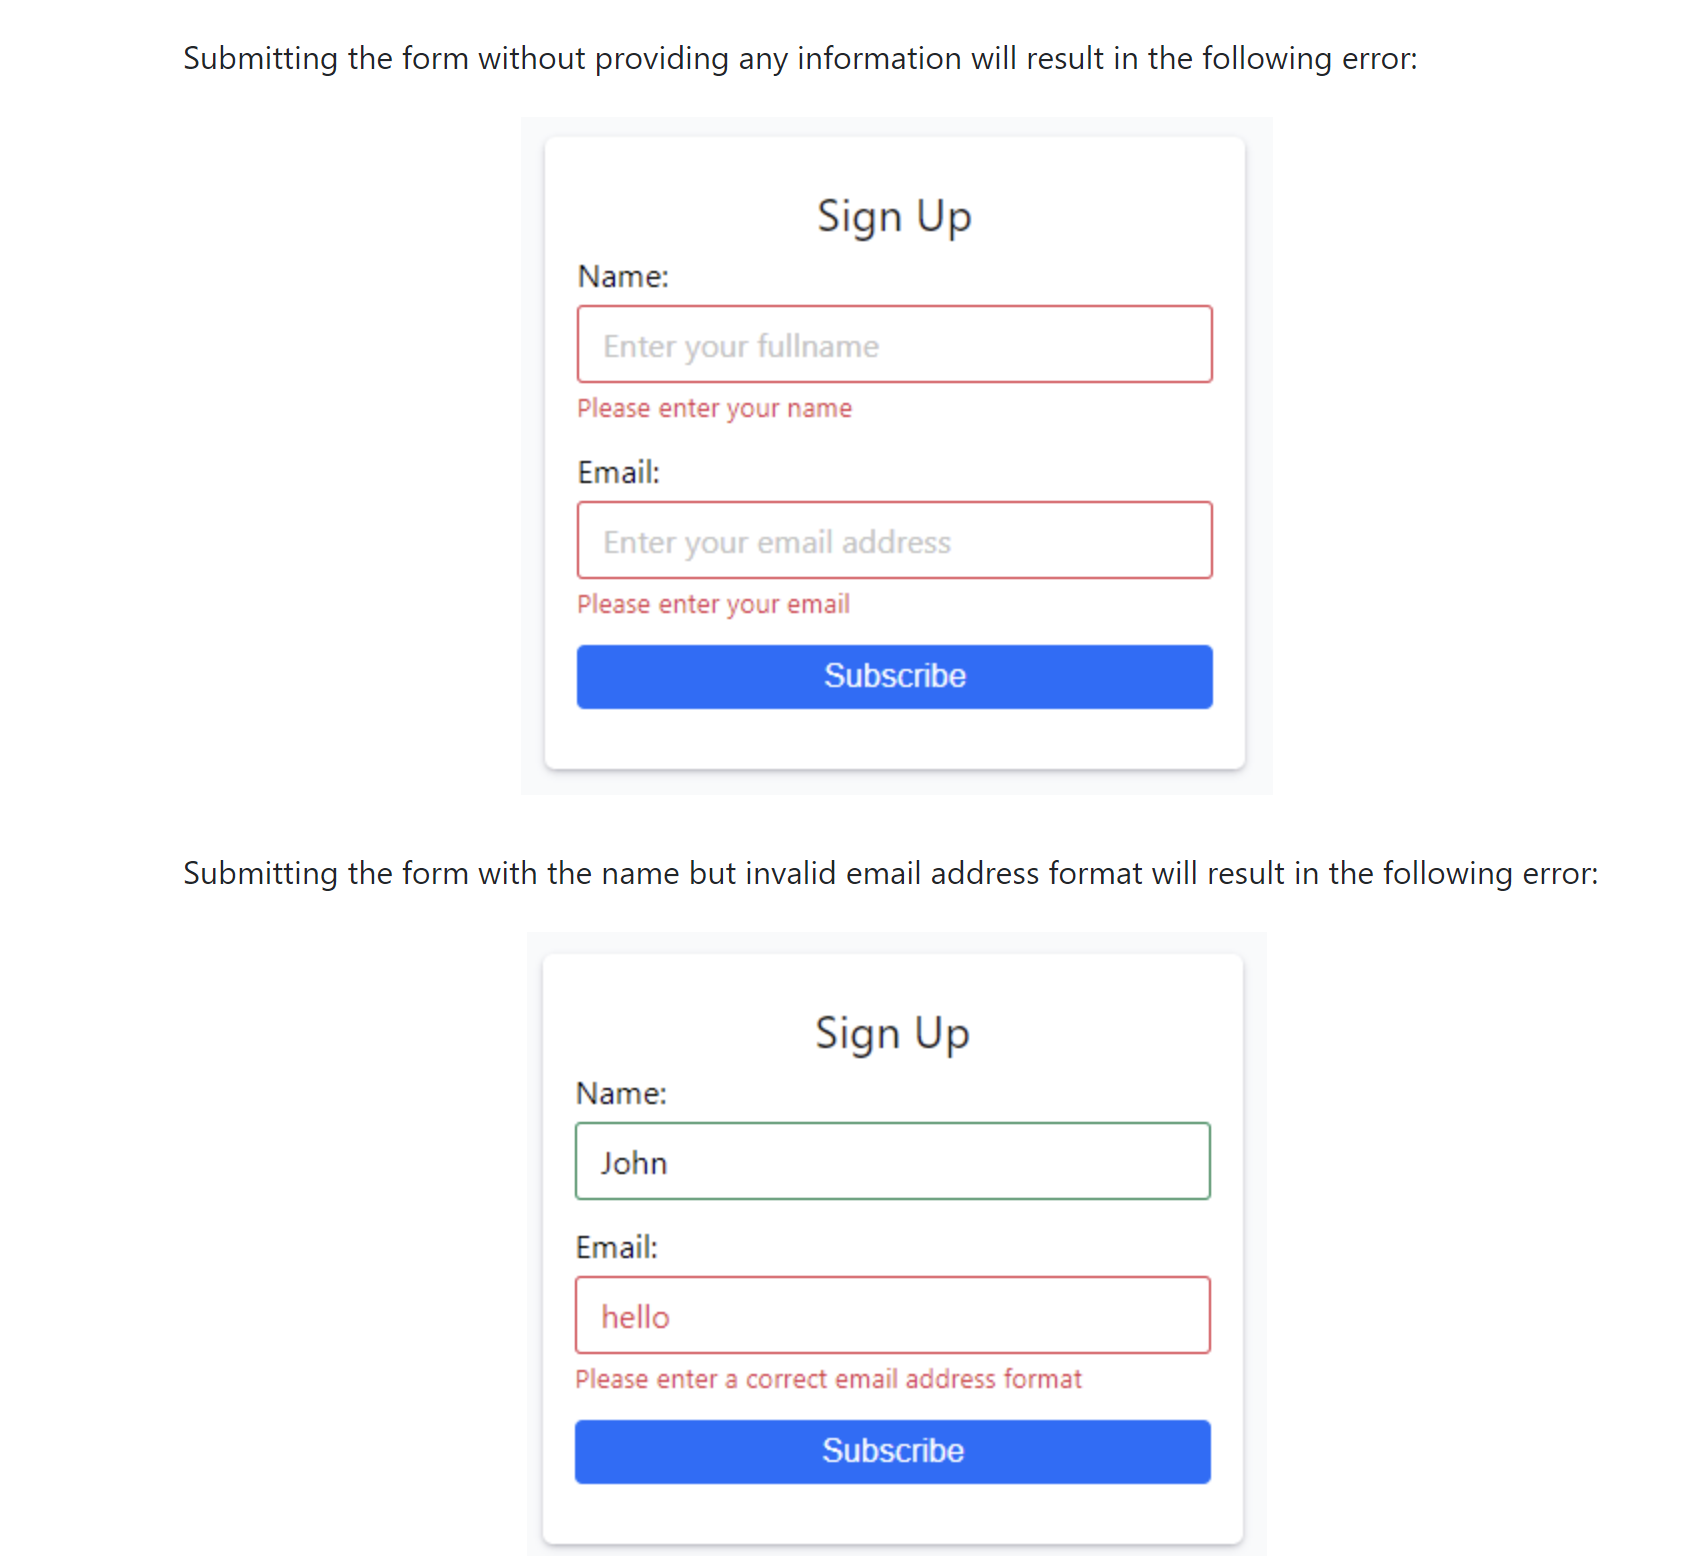 Submitting the form without providing any information will result in the following error:
Sign Up
Name:
Enter your fullname
Please enter your name
Email:
Enter your email address
Please enter your email
Subscribe
Submitting the form with the name but invalid email address format will result in the following error:
Sign Up
Name:
John
Email:
hello
Please enter a correct email address format
Subscribe